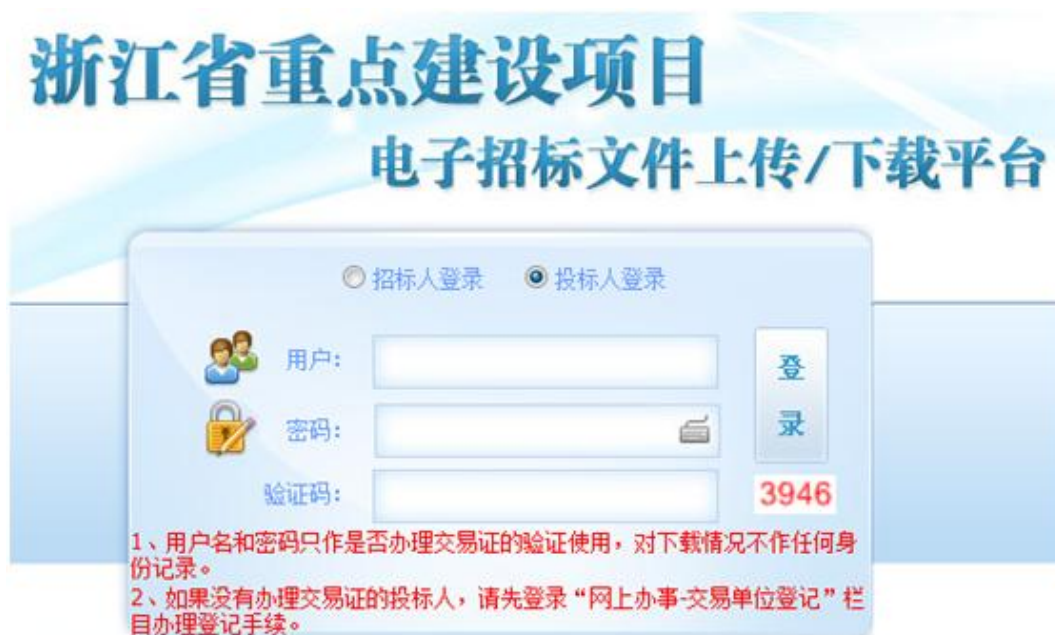 浙江省重点建设项目
电子招标文件上传/下载平台
招标人登录 投标人登录
用户：
登
密码：
录
验证码：
3946
1、用户名和密码只作是否办理交易证的验证使用，对下载情况不作任何身
份记录。
2、如果没有办理交易证的投标人，请先登录“网上办事-交易单位登记”栏
目办理登记手续。